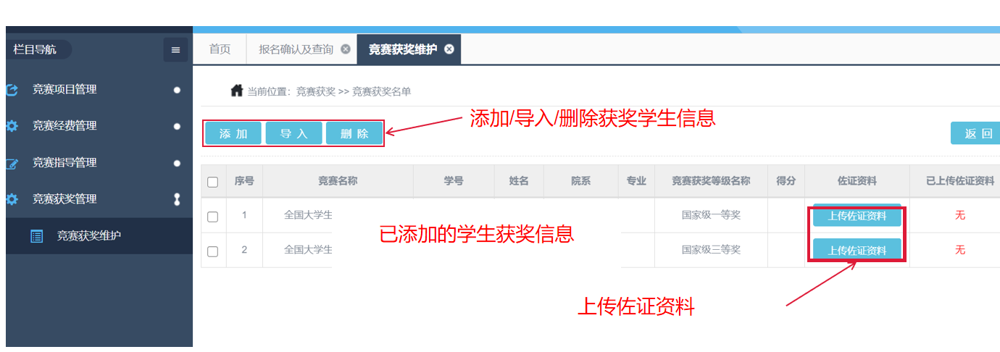 栏目导航
首页
报名确认及查询
竞赛获奖维护
竞赛项目管理
竞赛经费管理
竞赛指导管理
竞赛获奖管理
竞赛获奖维护
当前位置：竞赛获奖 >> 竞赛获奖名单
添加/导入/删除获奖学生信息
添 加
导 入
删 除
返 回
序号 竞赛名称 学号 姓名 院系 专业 竞赛获奖等级名称 得分 佐证资料 已上传佐证资料
1 全国大学生 国家级一等奖 上传佐证资料 无
已添加的学生获奖信息
2 全国大学生 国家级三等奖 上传佐证资料 无
上传佐证资料